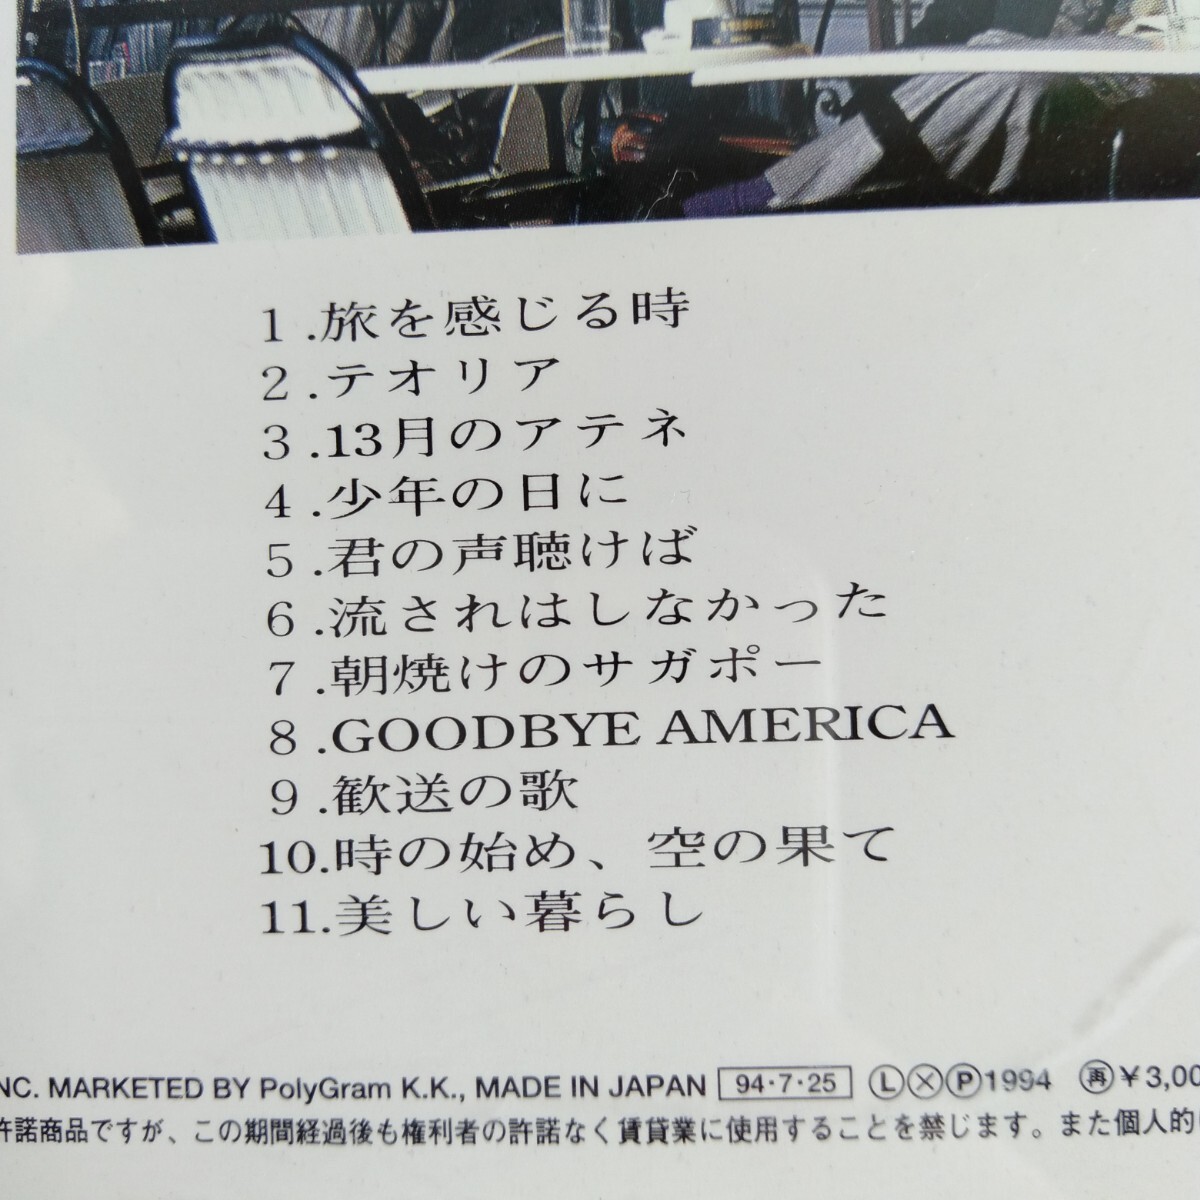 1.旅を感じる時
2.テオリア
3.13月のアテネ
4.少年の日に
5.君の声聴けば
6.流されはしなかった
7.朝焼けのサガポー
8.GOODBYE AMERICA
9.歓送の歌
10.時の始め、空の果て
11.美しい暮らし
NC. MARKETED BY PolyGram K.K., MADE IN JAPAN 94・7・25 ⓁⓍⓅ1994 再¥3,00
許諾商品ですが、この期間経過後も権利者の許諾なく賃貸業に使用することを禁じます。また個人的